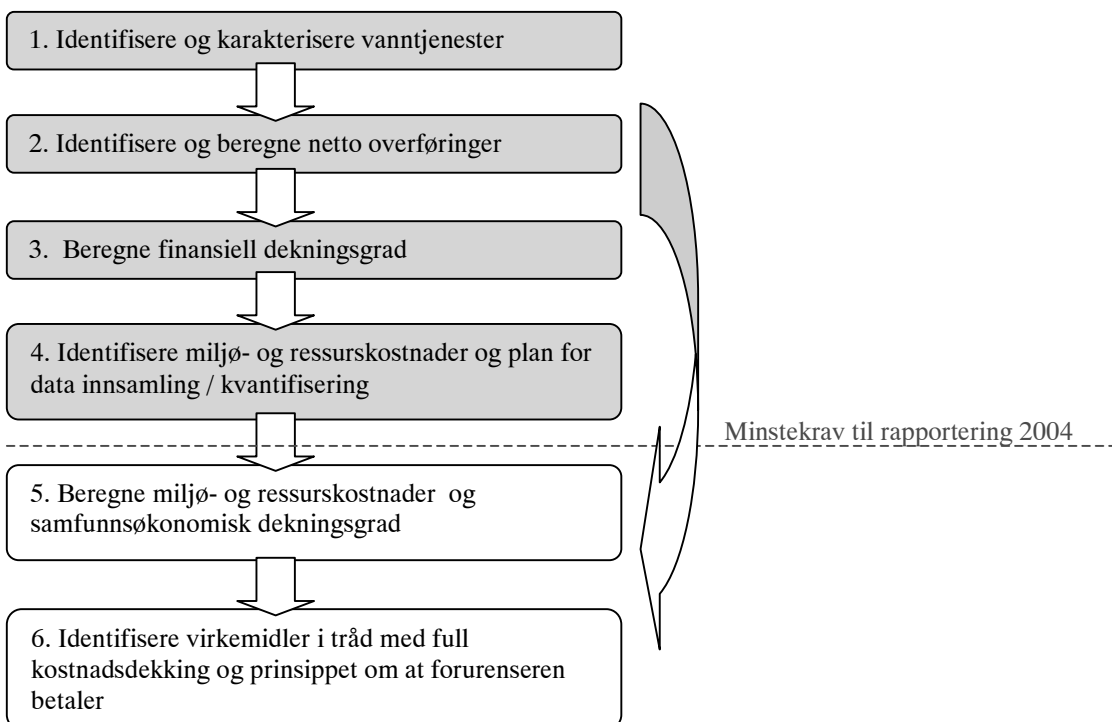 1. Identifisere og karakterisere vanntjenester
2. Identifisere og beregne netto overføringer
3. Beregne finansiell dekningsgrad
4. Identifisere miljø- og ressurskostnader og plan for
data innsamling / kvantifisering
Minstekrav til rapportering 2004
5. Beregne miljø- og ressurskostnader og
samfunnsøkonomisk dekningsgrad
6. Identifisere virkemidler i tråd med full
kostnadsdekking og prinsippet om at forurenseren
betaler